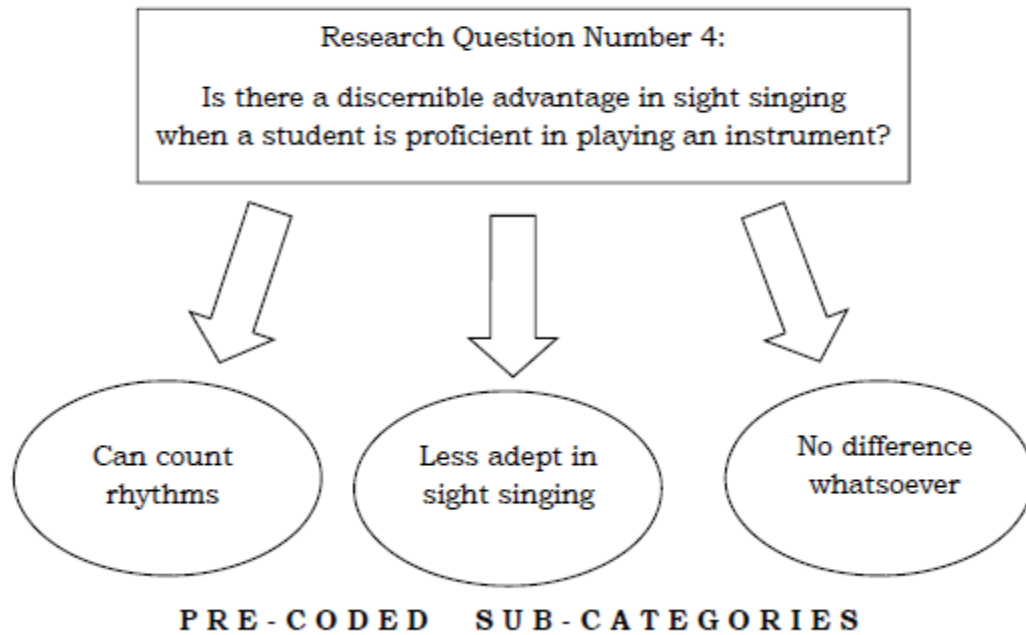 Research Question Number 4:
Is there a discernible advantage in sight singing
when a student is proficient in playing an instrument?
Can count
rhythms
Less adept in
sight singing
No difference
whatsoever
PRE-CODED SUB-CATEGORIES